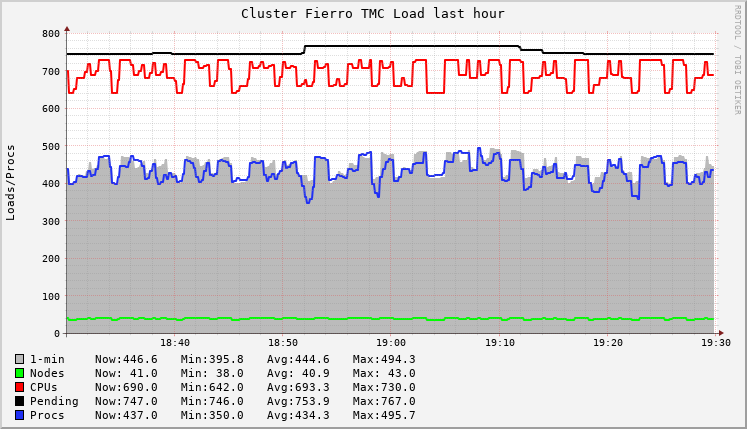 Cluster Fierro TMC Load last hour
RRDTOOL / TOBI OETIKER
Loads/Procs
800
700
600
500
400
300
200
100
0
18:40 18:50 19:00 19:10 19:20 19:30
1-min Now:446.6 Min:395.8 Avg:444.6 Max:494.3
Nodes Now: 41.0 Min: 38.0 Avg: 40.9 Max: 43.0
CPUs Now:690.0 Min:642.0 Avg:693.3 Max:730.0
Pending Now:747.0 Min:746.0 Avg:753.9 Max:767.0
Procs Now:437.0 Min:350.0 Avg:434.3 Max:495.7